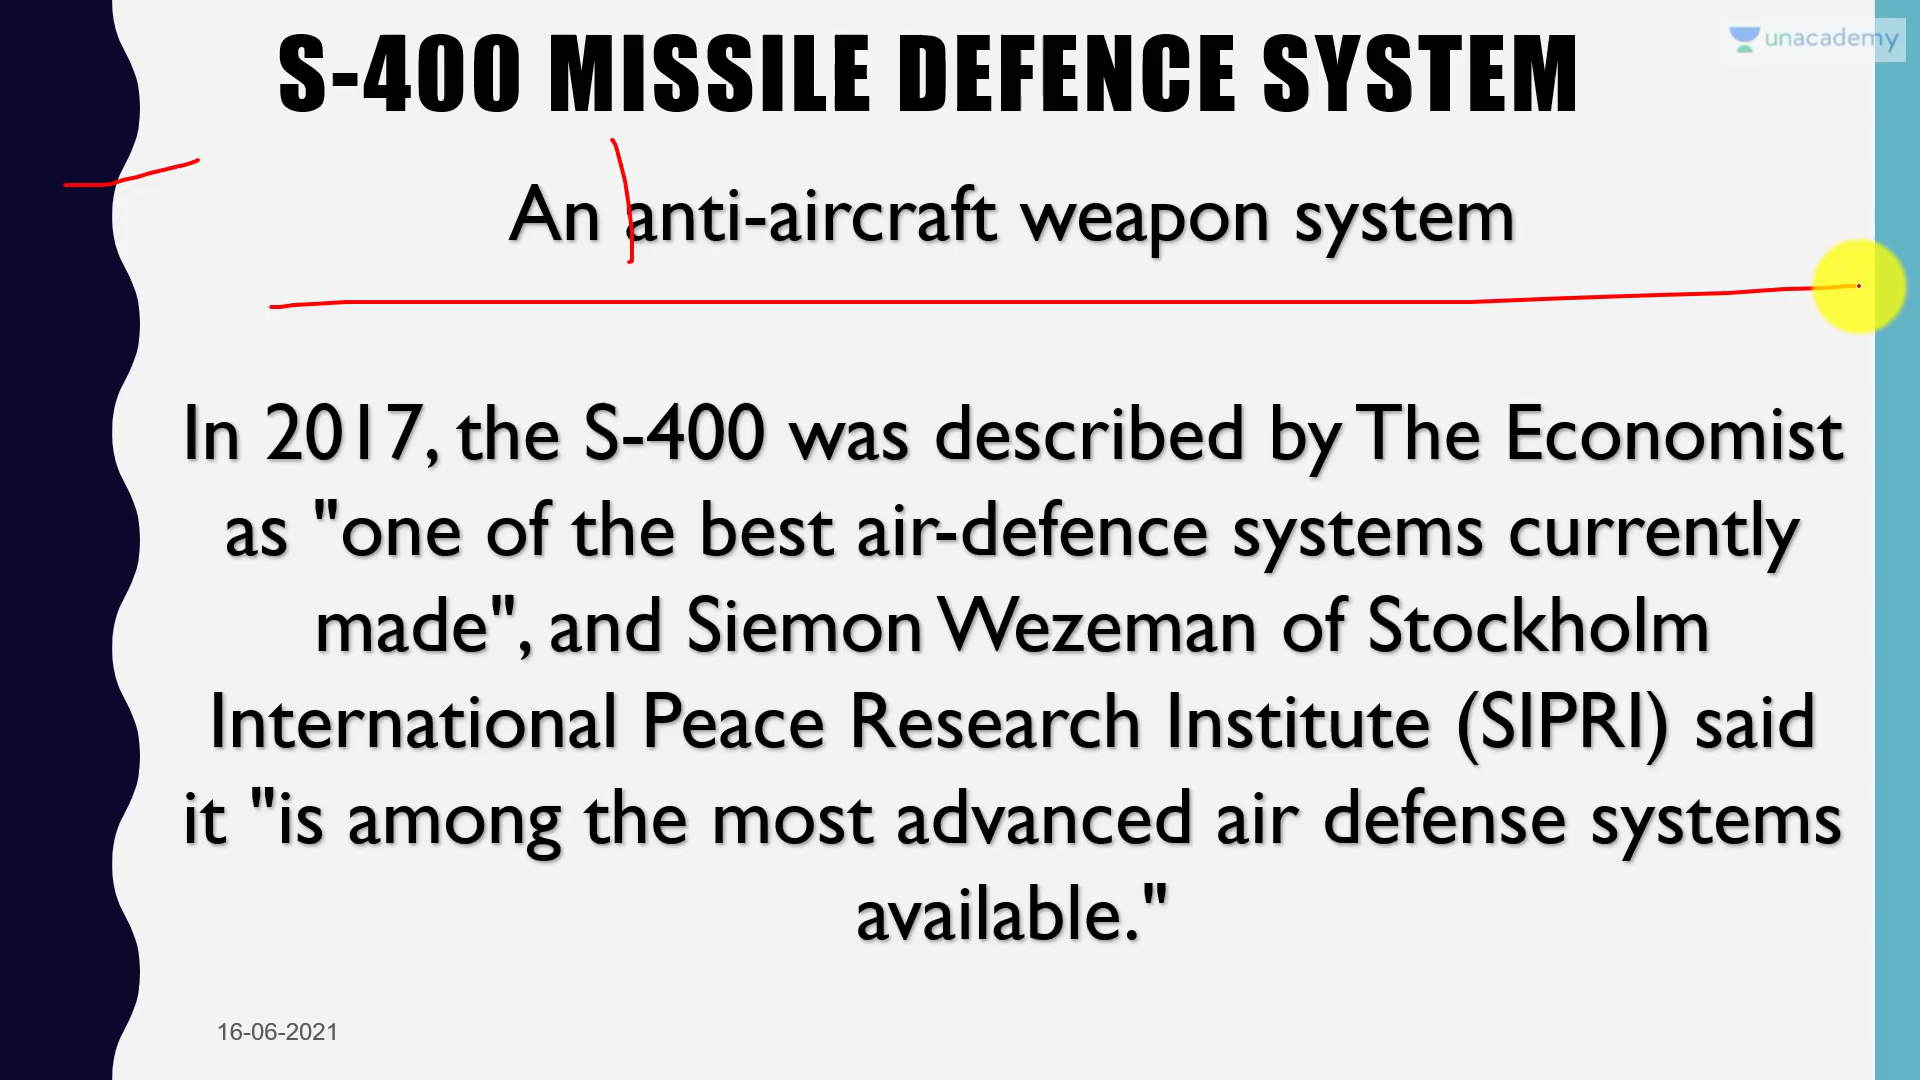 S-400 MISSILE DEFENCE SYSTEM
unacademy
An anti-aircraft weapon system
In 2017, the S-400 was described by The Economist
as "one of the best air-defence systems currently
made", and Siemon Wezeman of Stockholm
International Peace Research Institute (SIPRI) said
it "is among the most advanced air defense systems
available."
16-06-2021